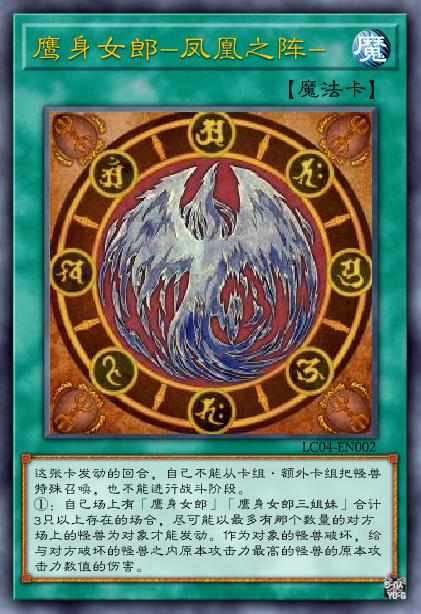 鹰身女郎-凤凰之阵-
魔
【魔法卡】
LC04-EN002
这张卡发动的回合，自己不能从卡组·额外卡组把怪兽
特殊召唤，也不能进行战斗阶段。
①：自己场上有「鹰身女郎」「鹰身女郎三姐妹」合计
3只以上存在的场合，尽可能以最多有那个数量的对方
场上的怪兽为对象才能发动。作为对象的怪兽破坏，给
与对方破坏的怪兽之内原本攻击力最高的怪兽的原本攻
击力数值的伤害。